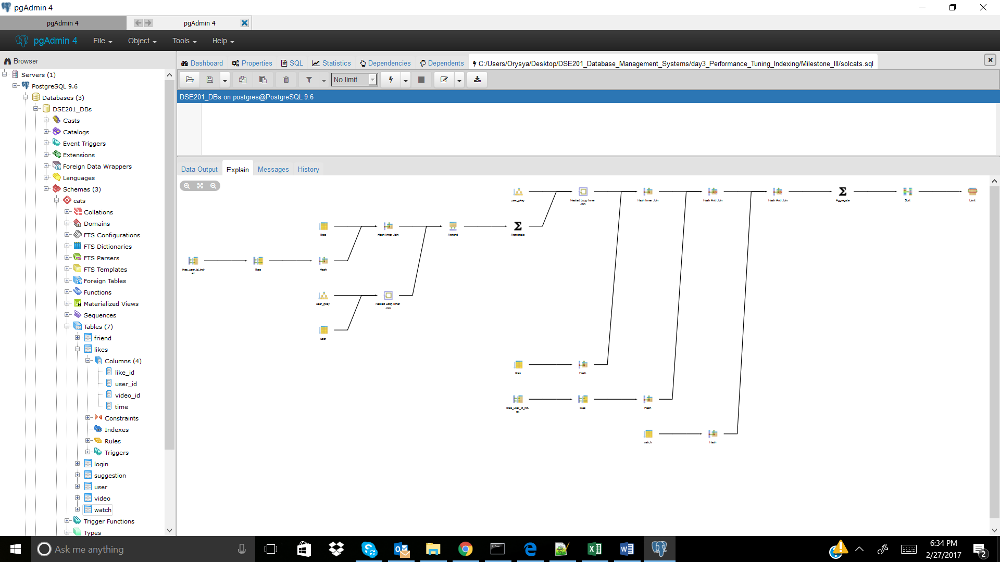 pgAdmin 4
pgAdmin 4
pgAdmin 4
pgAdmin 4 File Object Tools Help
Browser
Dashboard Properties SQL Statistics Dependencies Dependents C:/Users/Orysya/Desktop/DSE201_Database_Management_Systems/day3_Performance_Tuning_Indexing/Milestone_III/solcats.sql
No limit
DSE201_DBs on postgres@PostgreSQL 9.6
Servers (1)
PostgreSQL 9.6
Databases (3)
DSE201_DBs
Casts
Catalogs
Event Triggers
Extensions
Foreign Data Wrappers
Languages
Schemas (3)
cats
Collations
Domains
FTS Configurations
FTS Dictionaries
FTS Parsers
FTS Templates
Foreign Tables
Functions
Materialized Views
Sequences
Tables (7)
friend
likes
Columns (4)
like_id
user_id
video_id
time
Constraints
Indexes
Rules
Triggers
login
suggestion
user
video
watch
Trigger Functions
Types
Data Output Explain Messages History
user_pkey
Nested Loop Inner
Join
Hash Inner Join
Hash Anti Join
Hash Anti Join
Aggregate
Sort
Limit
likes
Hash Inner Join
Append
Aggregate
likes_user_id_ind-
ex
likes
Hash
user_pkey
Nested Loop Inner
Join
user
likes
Hash
likes_user_id_ind-
ex
likes
Hash
watch
Hash
Ask me anything
6:34 PM
2/27/2017
2